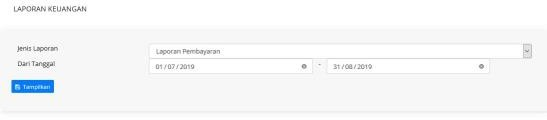 LAPORAN KEUANGAN
Jenis Laporan
Laporan Pembayaran
Dari Tanggal
01 / 07 / 2019 - 31 / 08 / 2019
Tampilkan